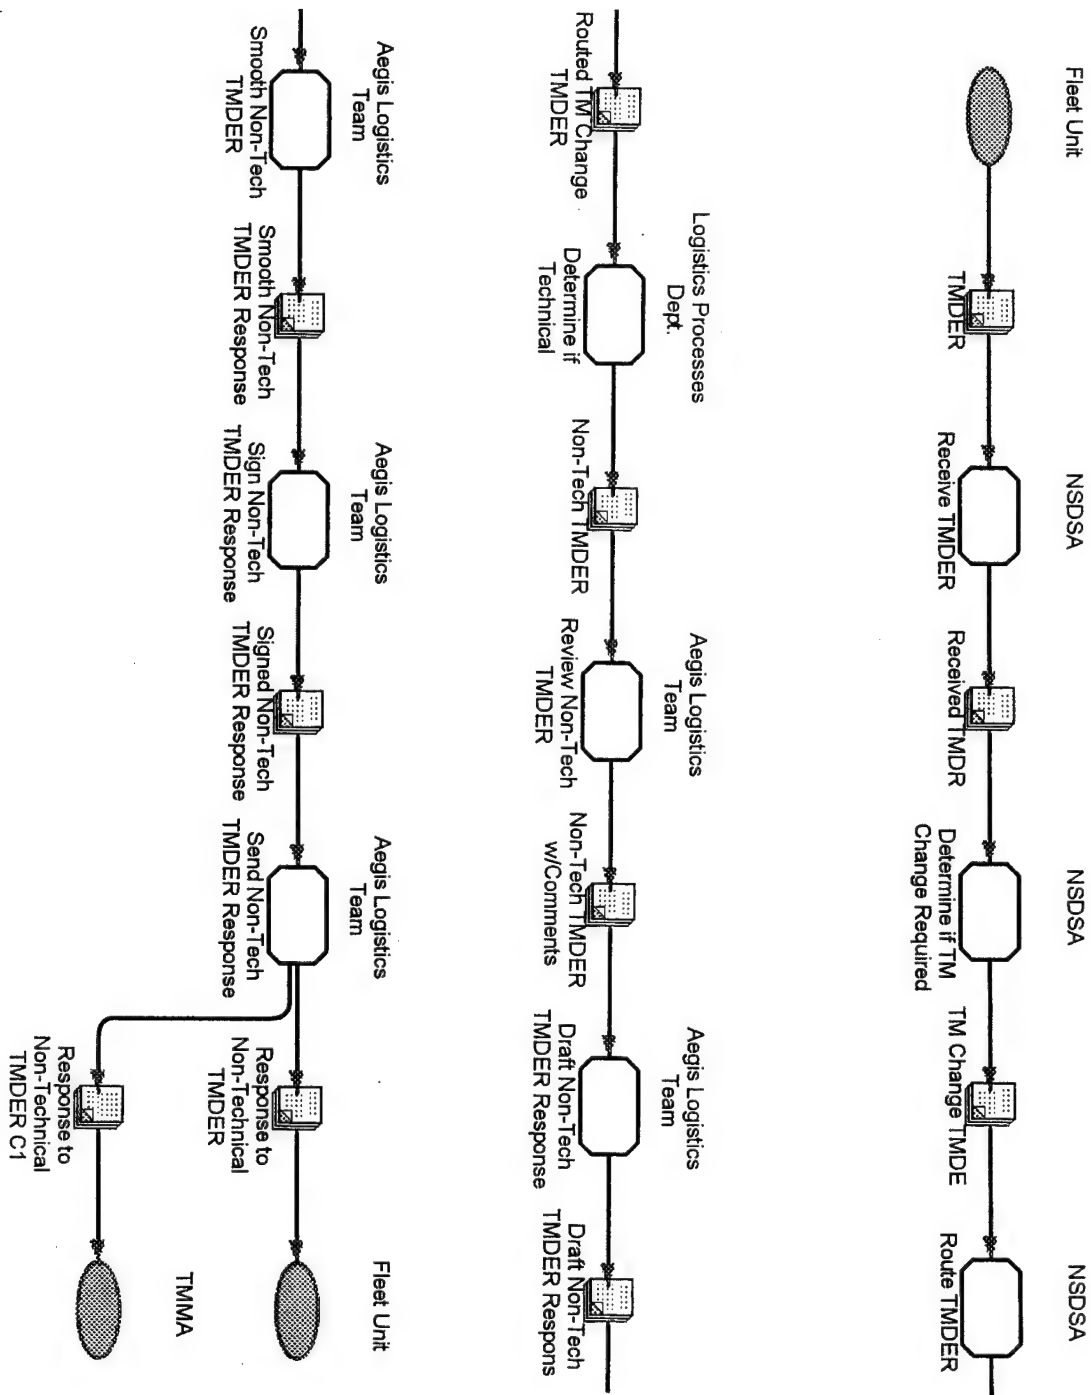 Fleet Unit
TMDER
NSDSA
Receive TMDER
Received TMDR
NSDSA
Determine if TM
Change Required
TM Change TMDE
NSDSA
Route TMDER
Routed TM Change
TMDER
Logistics Processes
Dept.
Determine if
Technical
Non-Tech TMDER
Aegis Logistics
Team
Review Non-Tech
TMDER
Non-Tech TMDER
w/Comments
Aegis Logistics
Team
Draft Non-Tech
TMDER Response
Draft Non-Tech
TMDER Respons
Aegis Logistics
Team
Smooth Non-Tech
TMDER
Smooth Non-Tech
TMDER Response
Aegis Logistics
Team
Sign Non-Tech
TMDER Response
Signed Non-Tech
TMDER Response
Aegis Logistics
Team
Send Non-Tech
TMDER Response
Response to
Non-Technical
TMDER
Fleet Unit
Response to
Non-Technical
TMDER C1
TMMA